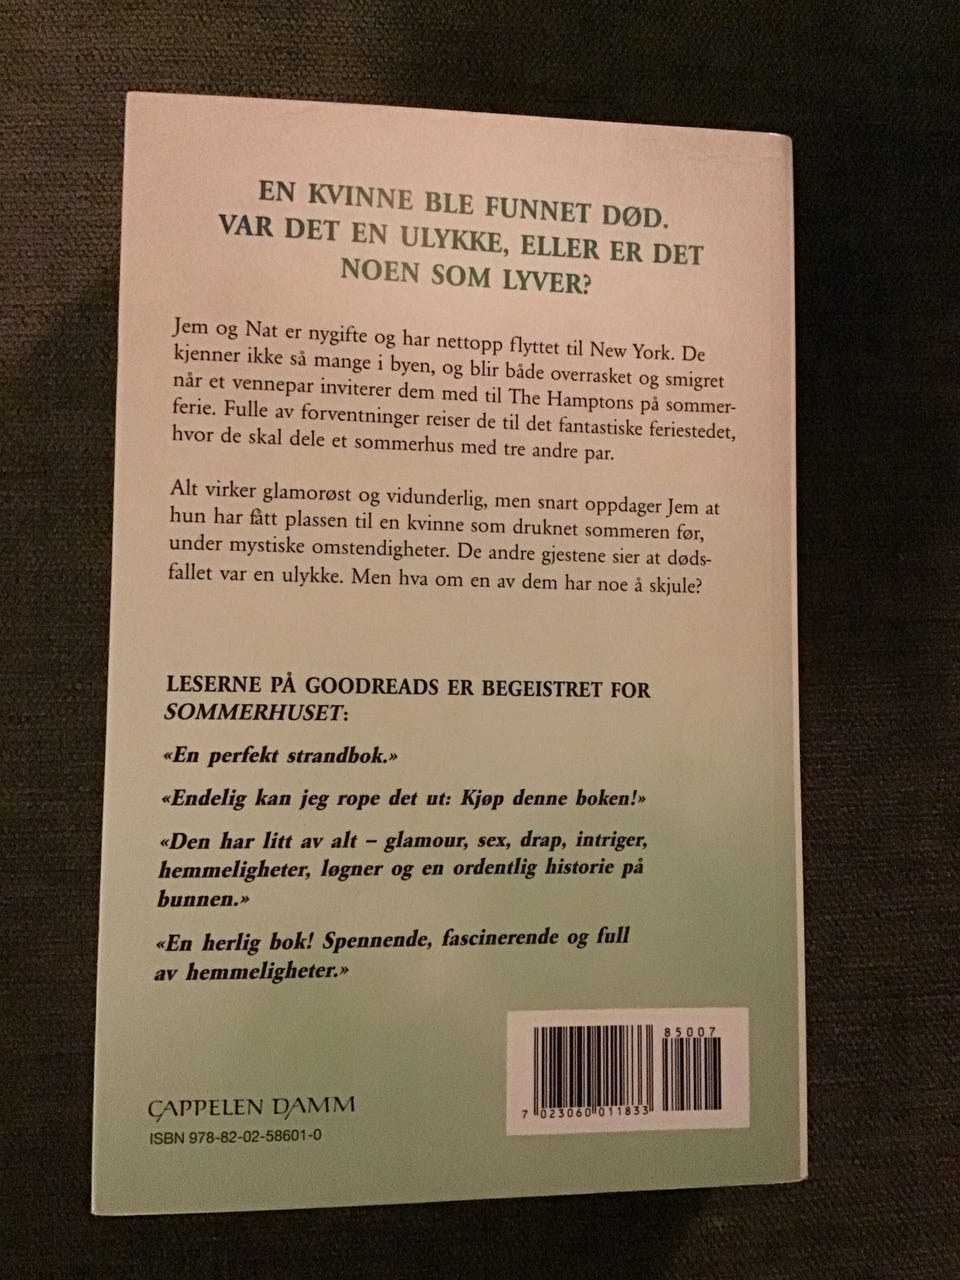 EN KVINNE BLE FUNNET DØD.
VAR DET EN ULYKKE, ELLER ER DET
NOEN SOM LYVER?
Jem og Nat er nygifte og har nettopp flyttet til New York. De
kjenner ikke så mange i byen, og blir både overrasket og smigret
når et vennepar inviterer dem med til The Hamptons på sommer-
ferie. Fulle av forventninger reiser de til det fantastiske feriestedet,
hvor de skal dele et sommerhus med tre andre par.
Alt virker glamorøst og vidunderlig, men snart oppdager Jem at
hun har fått plassen til en kvinne som druknet sommeren før,
under mystiske omstendigheter. De andre gjestene sier at døds-
fallet var en ulykke. Men hva om en av dem har noe å skjule?
LESERNE PÅ GOODREADS ER BEGEISTRET FOR
SOMMERHUSET:
«En perfekt strandbok.»
«Endelig kan jeg rope det ut: Kjøp denne boken!»
«Den har litt av alt – glamour, sex, drap, intriger,
hemmeligheter, løgner og en ordentlig historie på
bunnen.»
«En herlig bok! Spennende, fascinerende og full
av hemmeligheter.»
85007
7 023060 011833
CAPPELEN DAMM
ISBN 978-82-02-58601-0